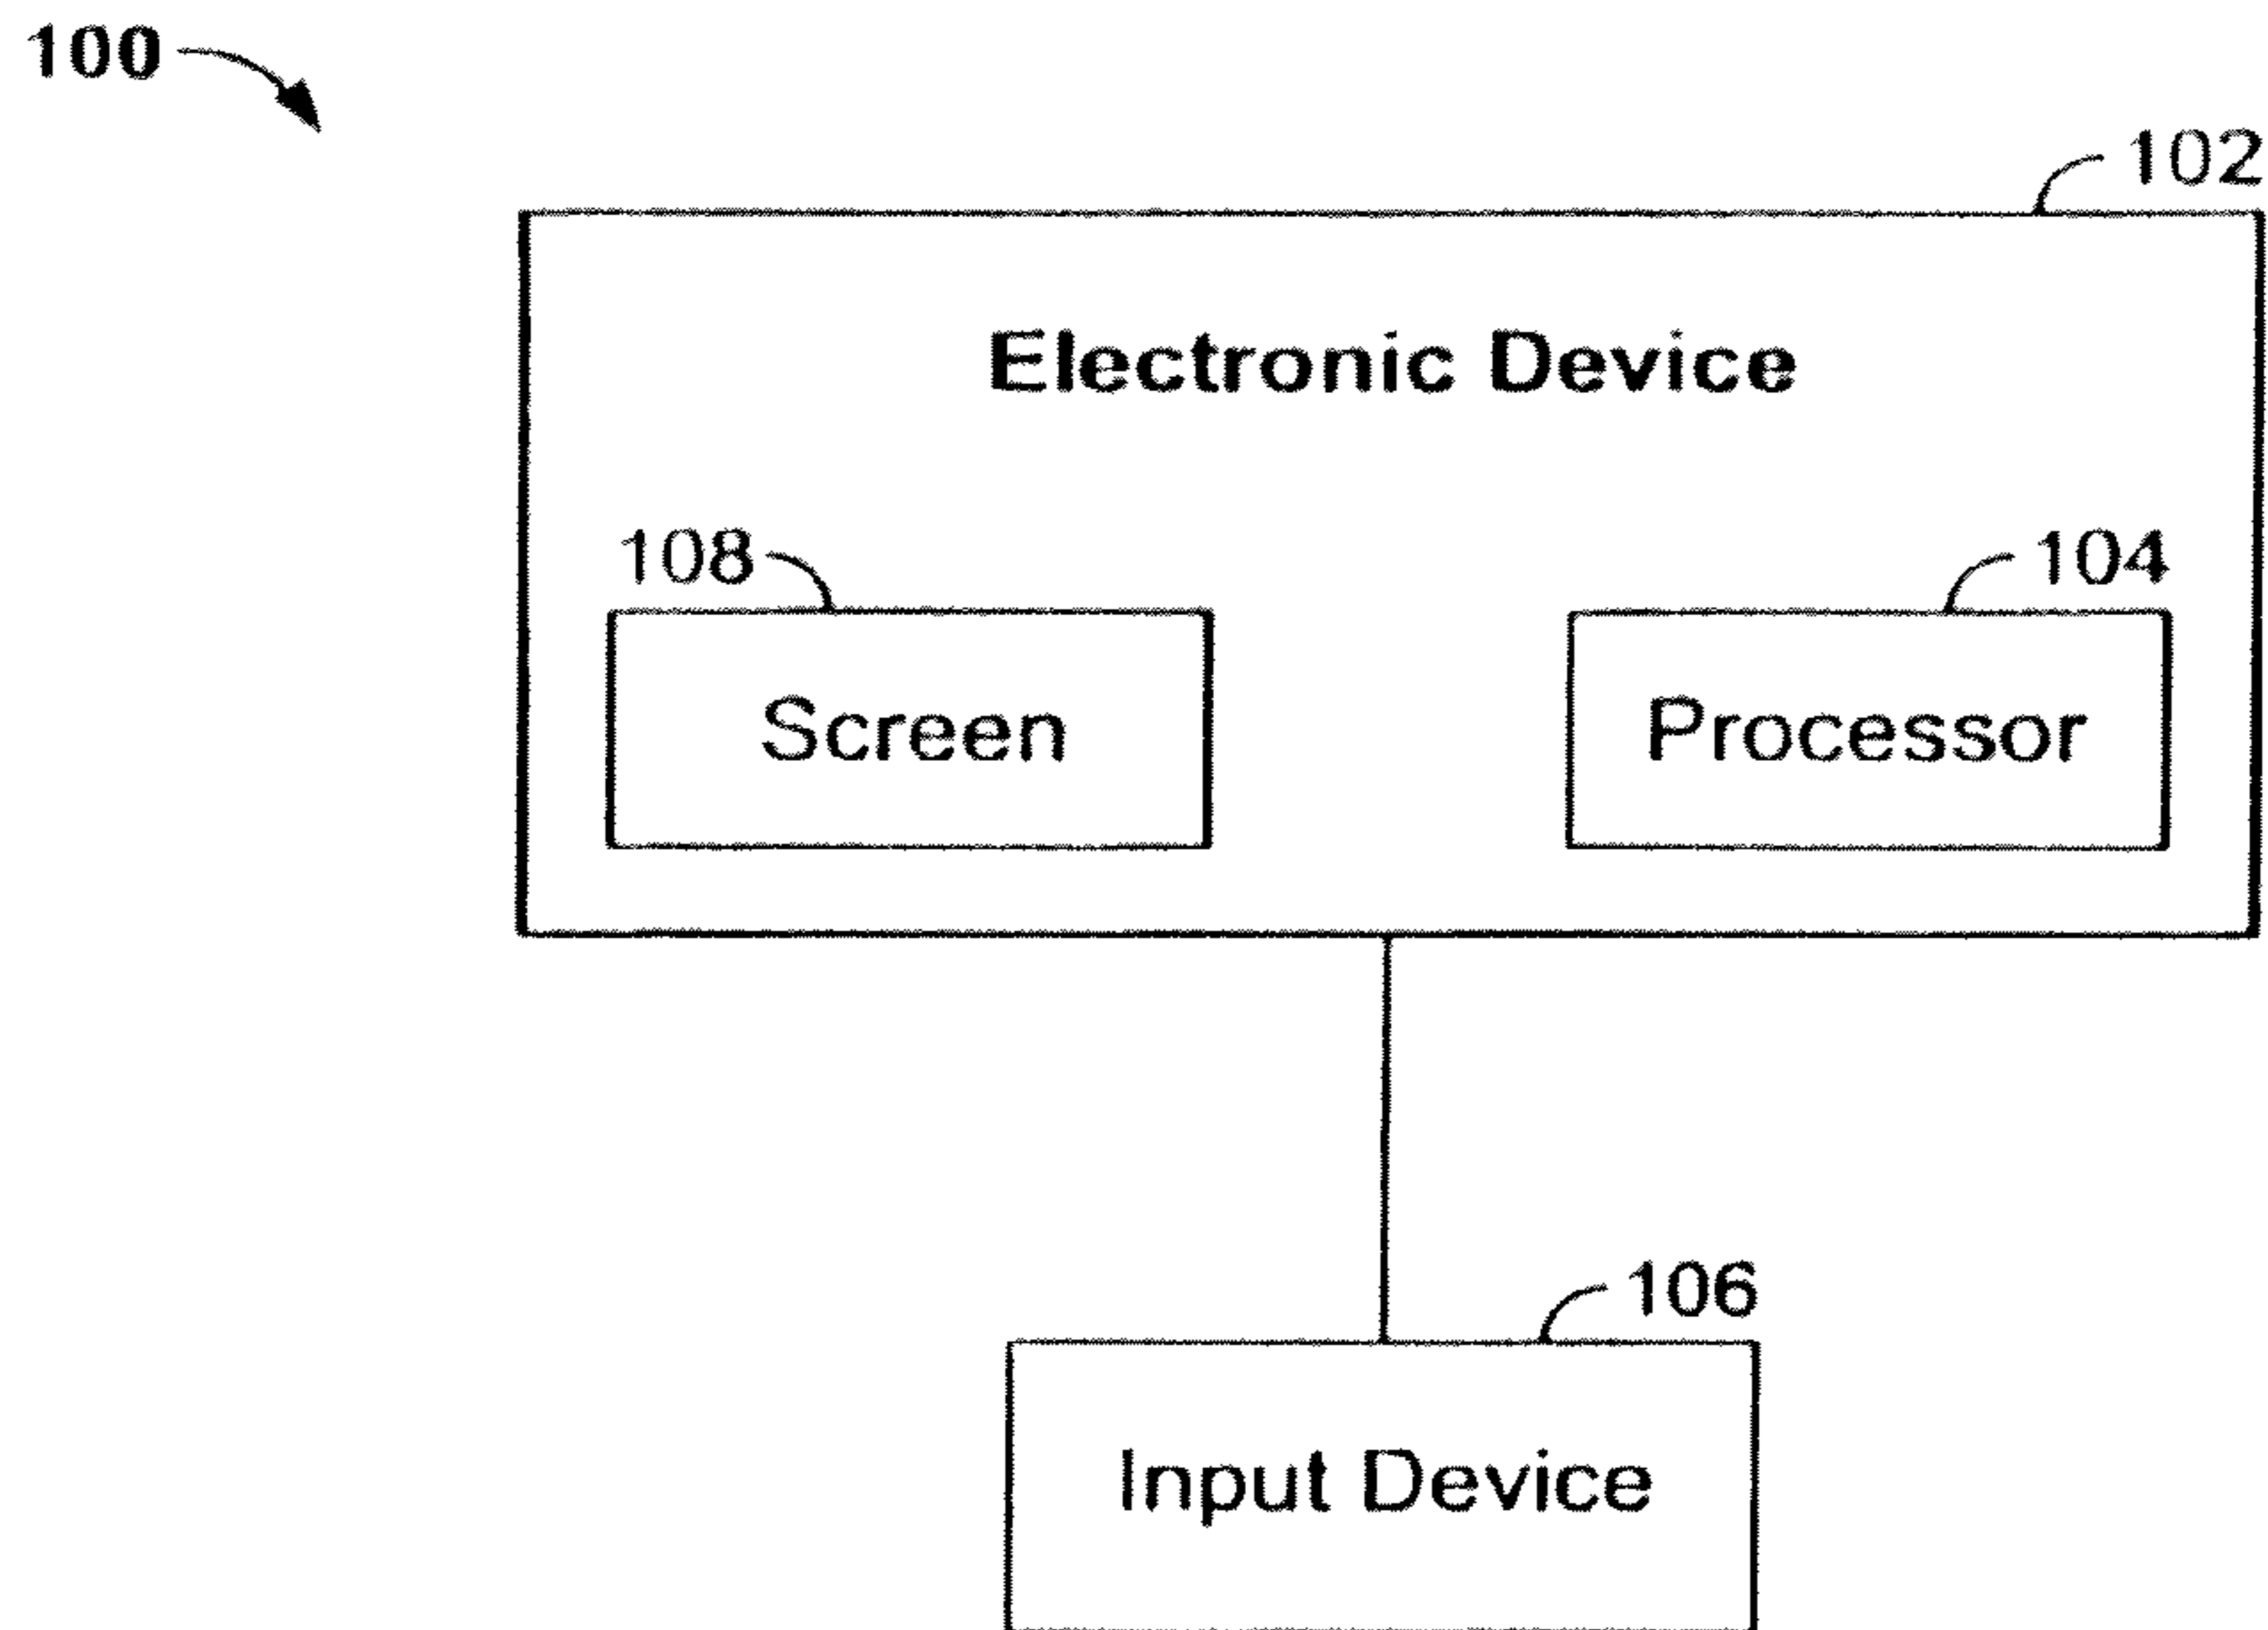 100
102
Electronic Device
108
104
Screen
Processor
106
Input Device